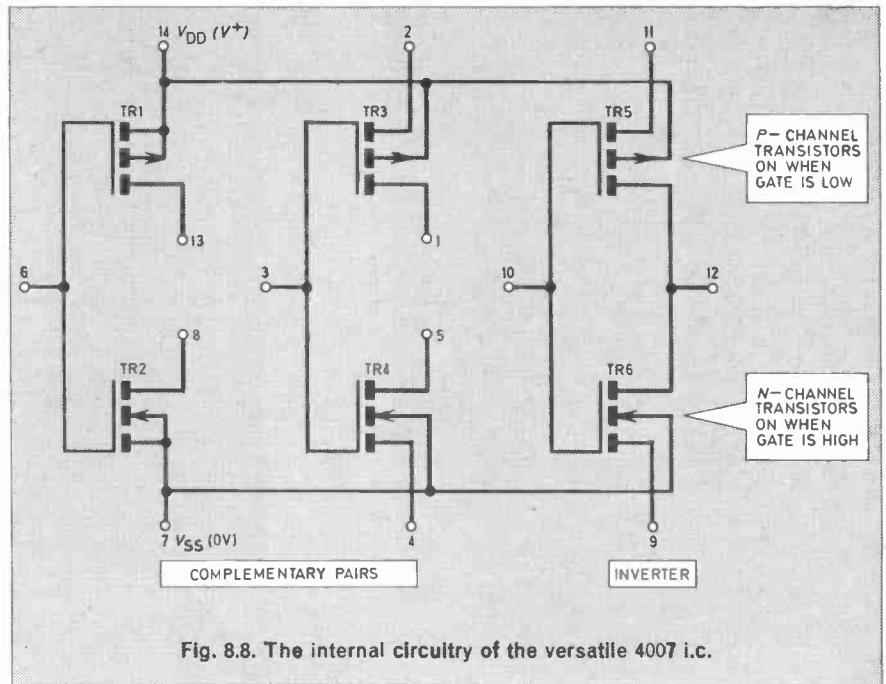 14 V_DD (V+)
2
11
TR1
TR3
TR5
P– CHANNEL
TRANSISTORS
ON WHEN
GATE IS LOW
13
1
6
3
10
12
8
5
TR2
TR4
TR6
N– CHANNEL
TRANSISTORS
ON WHEN
GATE IS HIGH
7 V_SS (0V)
4
9
COMPLEMENTARY PAIRS
INVERTER
Fig. 8.8. The internal circuitry of the versatile 4007 i.c.